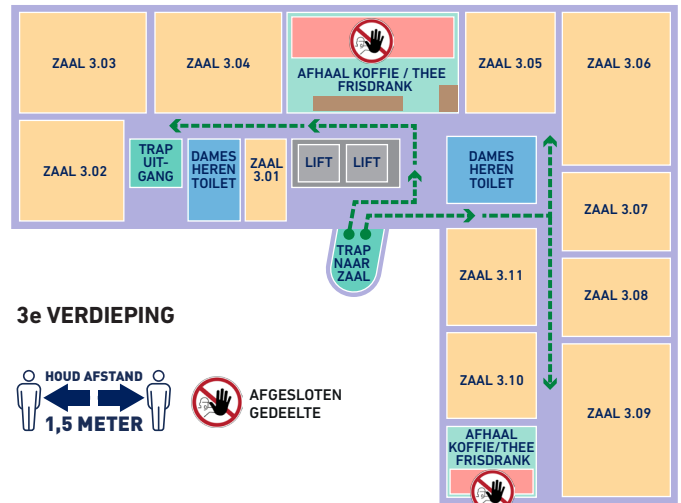 ZAAL 3.03
ZAAL 3.04
AFHAAL KOFFIE / THEE
FRISDRANK
ZAAL 3.05
ZAAL 3.06
ZAAL 3.02
TRAP
UIT-
GANG
DAMES
HEREN
TOILET
ZAAL
3.01
LIFT
LIFT
DAMES
HEREN
TOILET
ZAAL 3.07
TRAP
NAAR
ZAAL
ZAAL 3.11
ZAAL 3.08
3e VERDIEPING
ZAAL 3.10
ZAAL 3.09
HOUD AFSTAND
1,5 METER
AFGESLOTEN
GEDEELTE
AFHAAL
KOFFIE/THEE
FRISDRANK